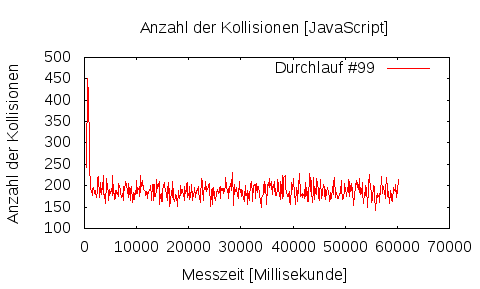 Anzahl der Kollisionen [JavaScript]
Durchlauf #99
Anzahl der Kollisionen
500
450
400
350
300
250
200
150
100
0 10000 20000 30000 40000 50000 60000 70000
Messzeit [Millisekunde]